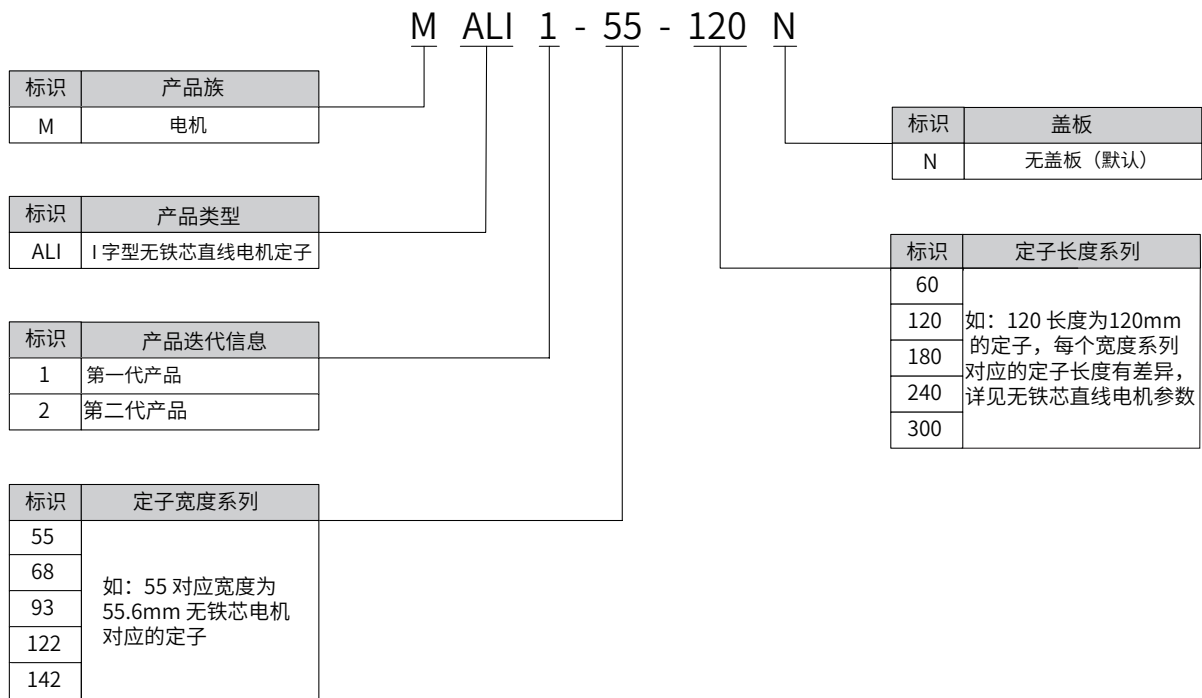 M ALI 1 - 55 - 120 N
标识 产品族
M 电机
标识 产品类型
ALI I 字型无铁芯直线电机定子
标识 产品迭代信息
1 第一代产品
2 第二代产品
标识 定子宽度系列
55
68
93
122
142
如：55 对应宽度为
55.6mm 无铁芯电机
对应的定子
标识 盖板
N 无盖板（默认）
标识 定子长度系列
60
120
180
240
300
如：120 长度为120mm
的定子，每个宽度系列
对应的定子长度有差异，
详见无铁芯直线电机参数